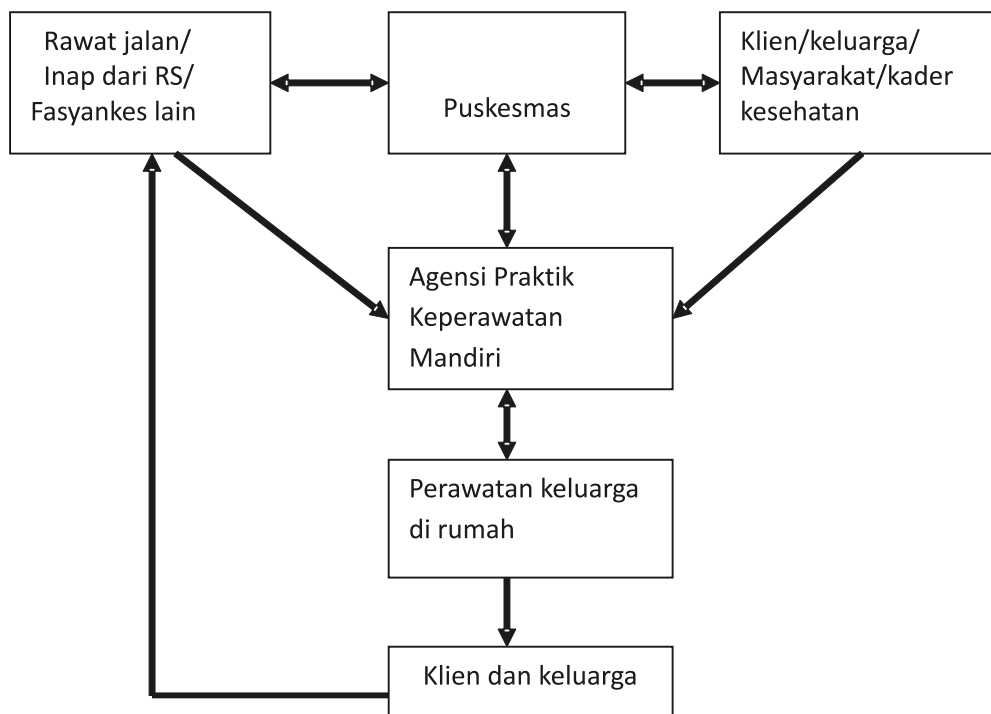 Rawat jalan/
Inap dari RS/
Fasyankes lain
Puskesmas
Klien/keluarga/
Masyarakat/kader
kesehatan
Agensi Praktik
Keperawatan
Mandiri
Perawatan keluarga
di rumah
Klien dan keluarga